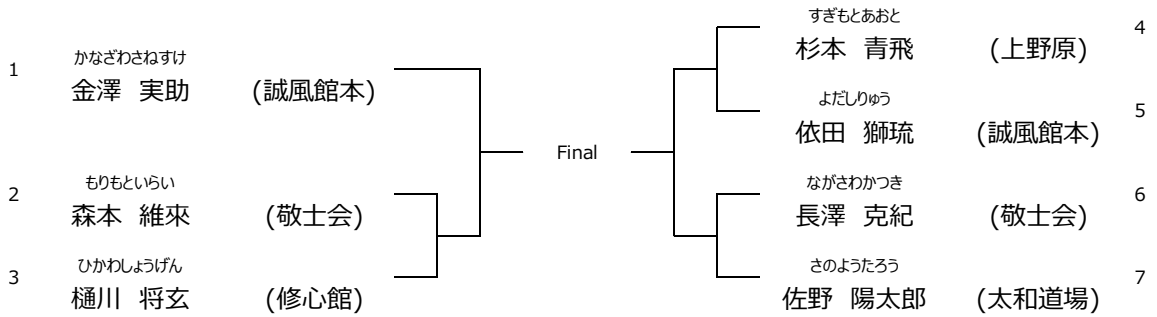 かなざわさねすけ
1 金澤 実助 (誠風館本)
もりもといらい
2 森本 維來 (敬士会)
ひかわしょうげん
3 樋川 将玄 (修心館)
Final
すぎもとあおと
杉本 青飛 (上野原) 4
よだしりゅう
依田 獅琉 (誠風館本) 5
ながさわかつき
長澤 克紀 (敬士会) 6
さのようたろう
佐野 陽太郎 (太和道場) 7